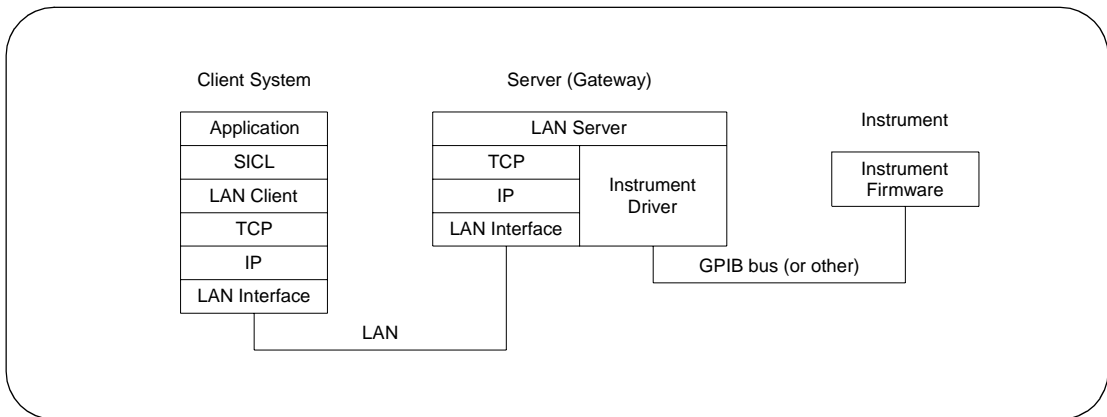 Client System
Application
SICL
LAN Client
TCP
IP
LAN Interface
Server (Gateway)
LAN Server
TCP
IP
LAN Interface
Instrument
Driver
Instrument
Instrument
Firmware
GPIB bus (or other)
LAN